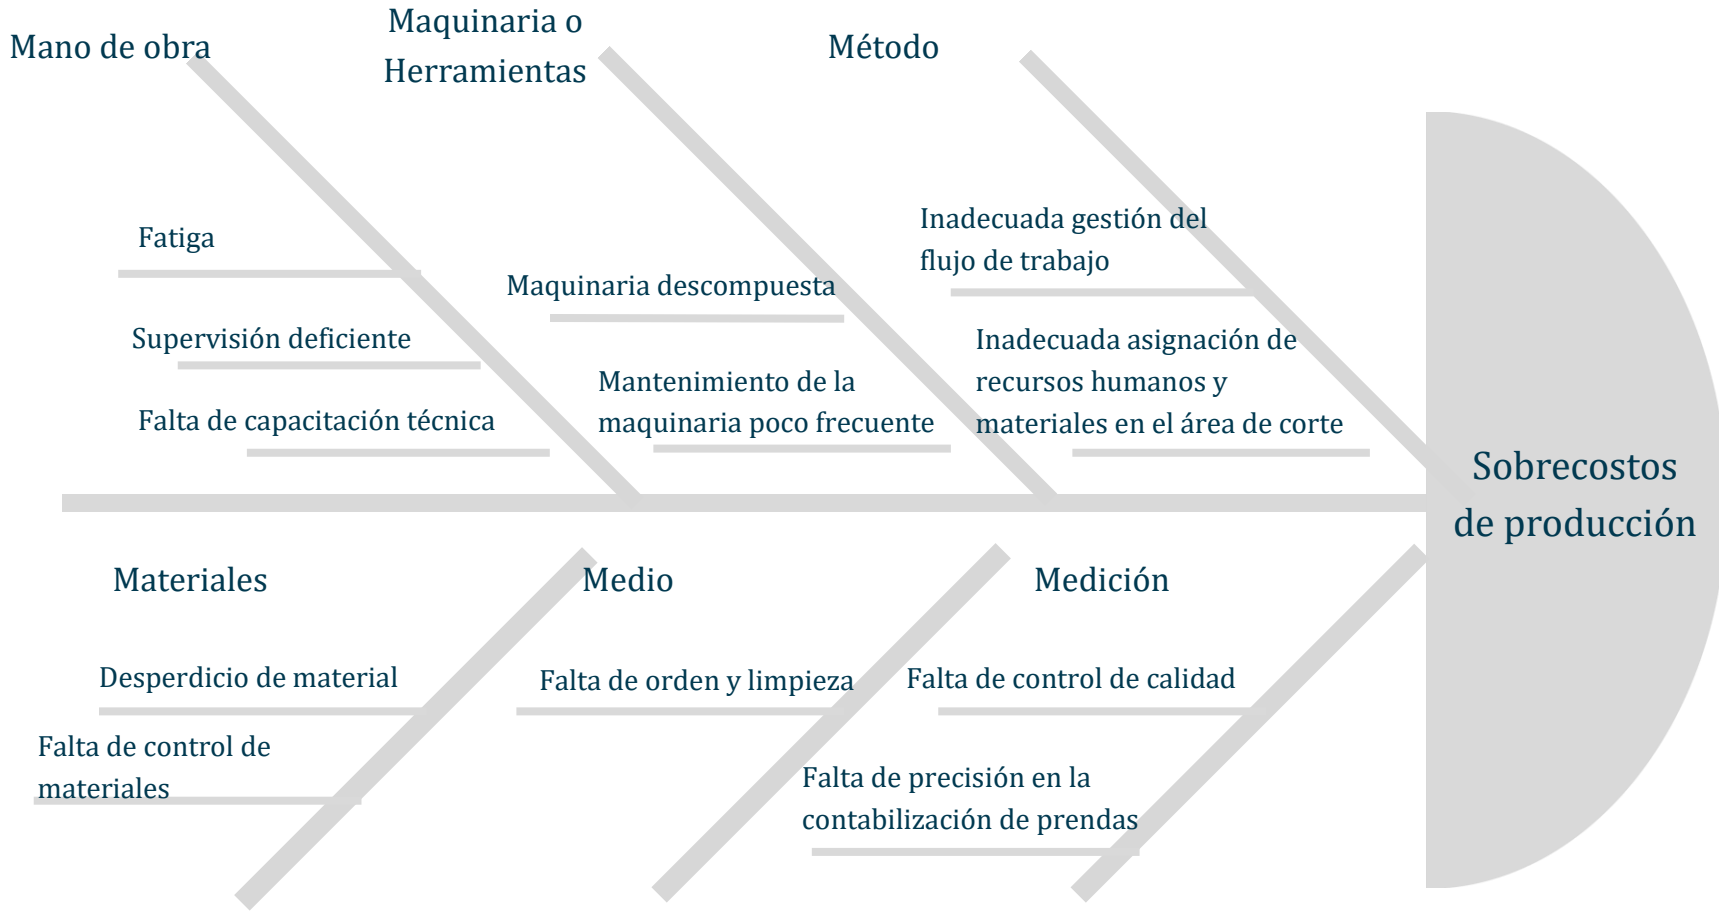 Mano de obra
Maquinaria o
Herramientas
Método
Fatiga
Supervisión deficiente
Falta de capacitación técnica
Maquinaria descompuesta
Mantenimiento de la
maquinaria poco frecuente
Inadecuada gestión del
flujo de trabajo
Inadecuada asignación de
recursos humanos y
materiales en el área de corte
Sobrecostos
de producción
Materiales
Medio
Medición
Desperdicio de material
Falta de control de
materiales
Falta de orden y limpieza
Falta de control de calidad
Falta de precisión en la
contabilización de prendas